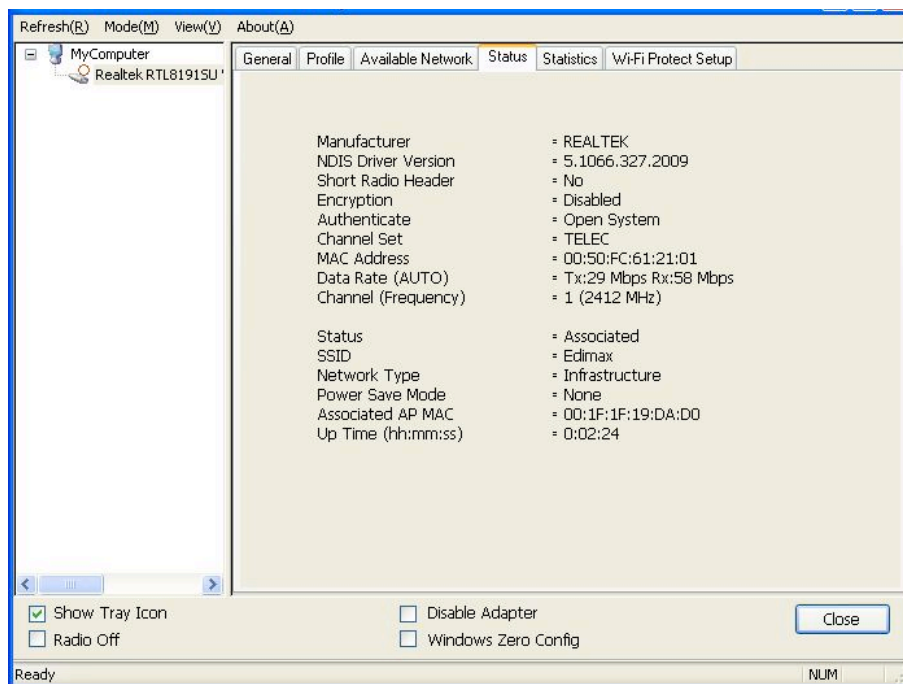 Refresh(R) Mode(M) View(V) About(A)
MyComputer
Realtek RTL8191SU
General Profile Available Network Status Statistics Wi-Fi Protect Setup
Manufacturer = REALTEK
NDIS Driver Version = 5.1066.327.2009
Short Radio Header = No
Encryption = Disabled
Authenticate = Open System
Channel Set = TELEC
MAC Address = 00:50:FC:61:21:01
Data Rate (AUTO) = Tx:29 Mbps Rx:58 Mbps
Channel (Frequency) = 1 (2412 MHz)
Status = Associated
SSID = Edimax
Network Type = Infrastructure
Power Save Mode = None
Associated AP MAC = 00:1F:1F:19:DA:D0
Up Time (hh:mm:ss) = 0:02:24
Show Tray Icon Disable Adapter Close
Radio Off Windows Zero Config
Ready NUM